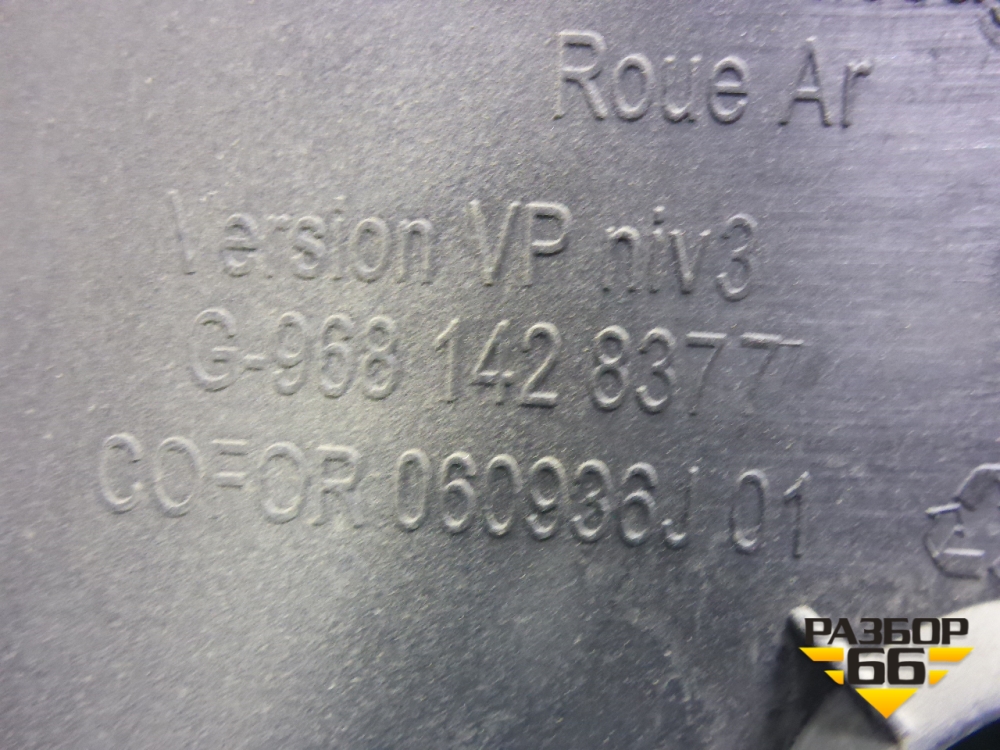 Roue Ar
Version VP niv3
G-968 142 8377
COFOR 060936J 01
РАЗБОР
66